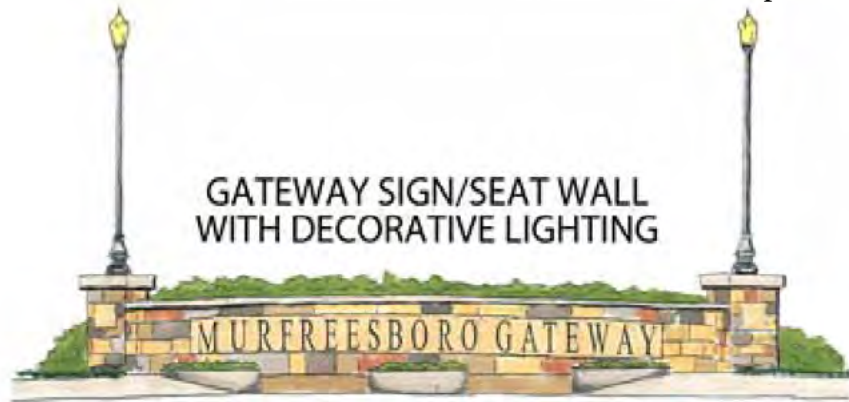 GATEWAY SIGN/SEAT WALL
WITH DECORATIVE LIGHTING
MURFREESBORO GATEWAY